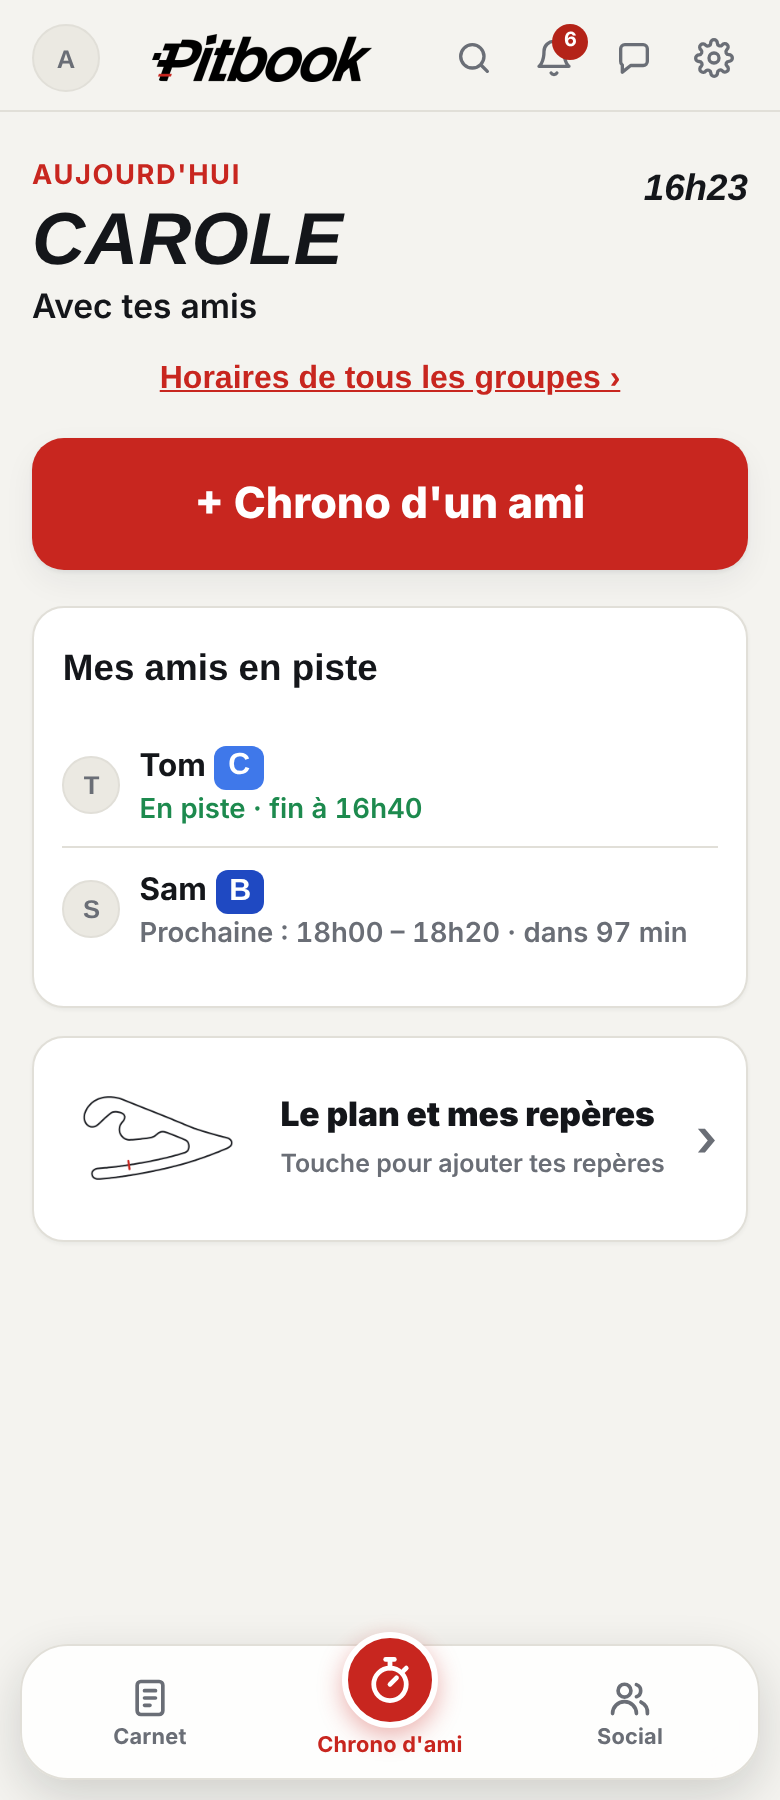 A
Pitbook
6
AUJOURD'HUI
16h23
CAROLE
Avec tes amis
Horaires de tous les groupes ›
+ Chrono d'un ami
Mes amis en piste
T
Tom C
En piste · fin à 16h40
S
Sam B
Prochaine : 18h00 – 18h20 · dans 97 min
Le plan et mes repères
Touche pour ajouter tes repères
Carnet
Chrono d'ami
Social